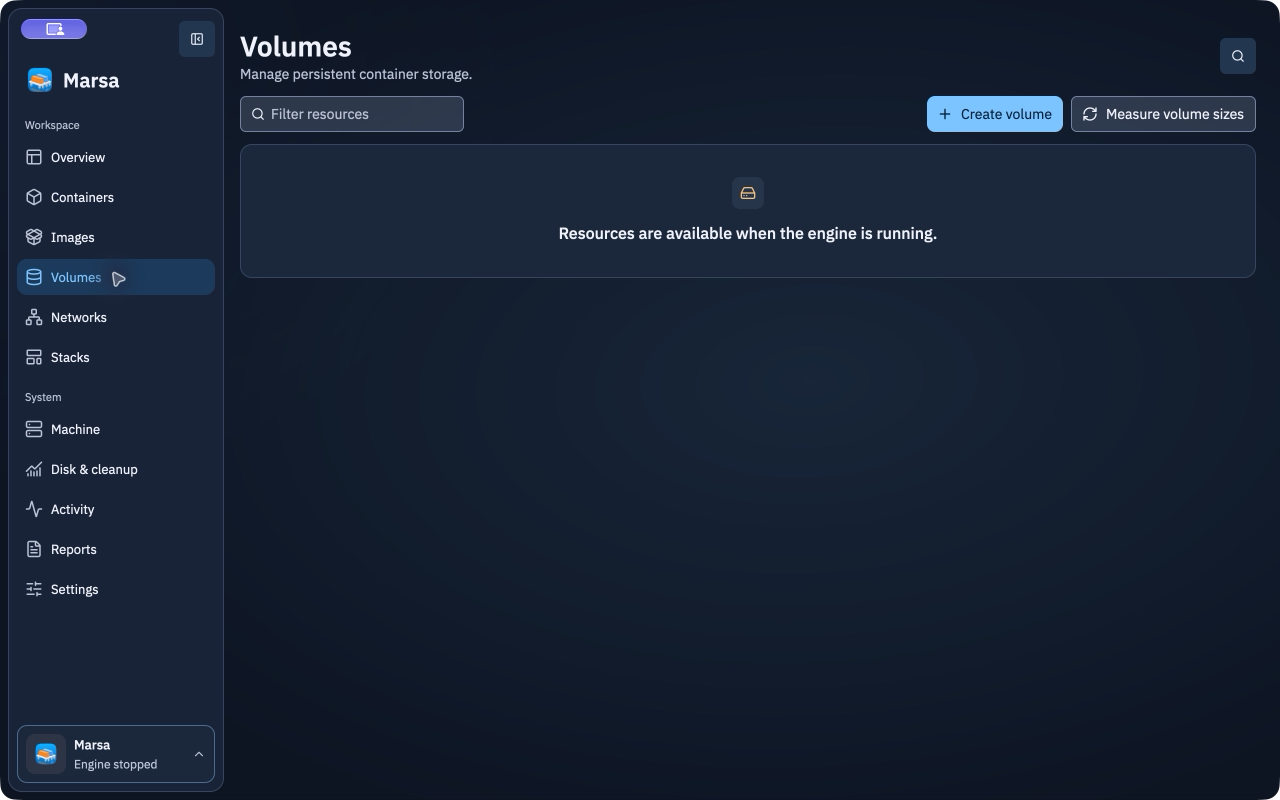 Marsa
Workspace
Overview
Containers
Images
Volumes
Networks
Stacks
System
Machine
Disk & cleanup
Activity
Reports
Settings
Marsa
Engine stopped
Volumes
Manage persistent container storage.
Filter resources
Create volume
Measure volume sizes
Resources are available when the engine is running.